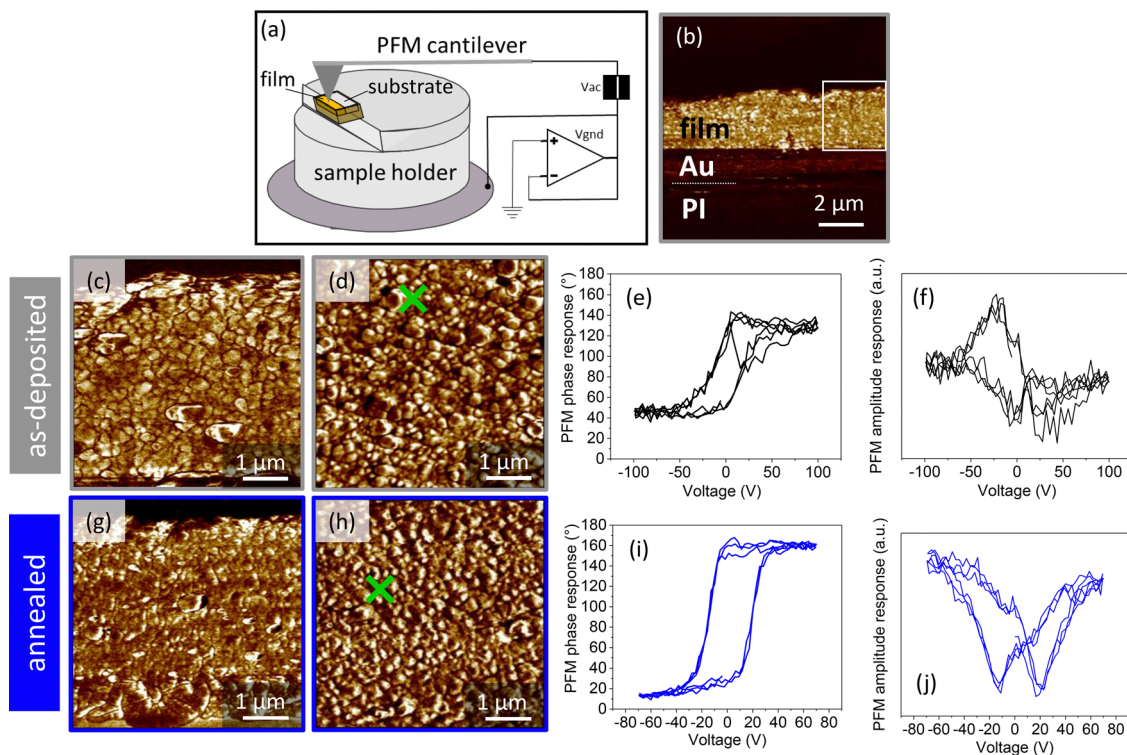 (a)
PFM cantilever
film
substrate
Vac
Vgnd
+
−
sample holder
(b)
film
Au
PI
2 µm
as-deposited
(c)
1 µm
(d)
1 µm
(e)
PFM phase response (°)
180
160
140
120
100
80
60
40
20
0
-100 -50 0 50 100
Voltage (V)
(f)
PFM amplitude response (a.u.)
-100 -50 0 50 100
Voltage (V)
annealed
(g)
1 µm
(h)
1 µm
(i)
PFM phase response (°)
180
160
140
120
100
80
60
40
20
0
-80 -60 -40 -20 0 20 40 60 80
Voltage (V)
(j)
PFM amplitude response (a.u.)
-80 -60 -40 -20 0 20 40 60 80
Voltage (V)